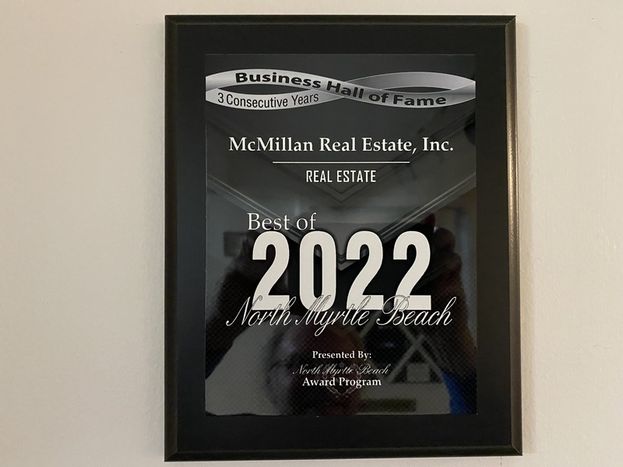 Business Hall of Fame
3 Consecutive Years
McMillan Real Estate, Inc.
REAL ESTATE
Best of
2022
North Myrtle Beach
Presented By:
North Myrtle Beach
Award Program